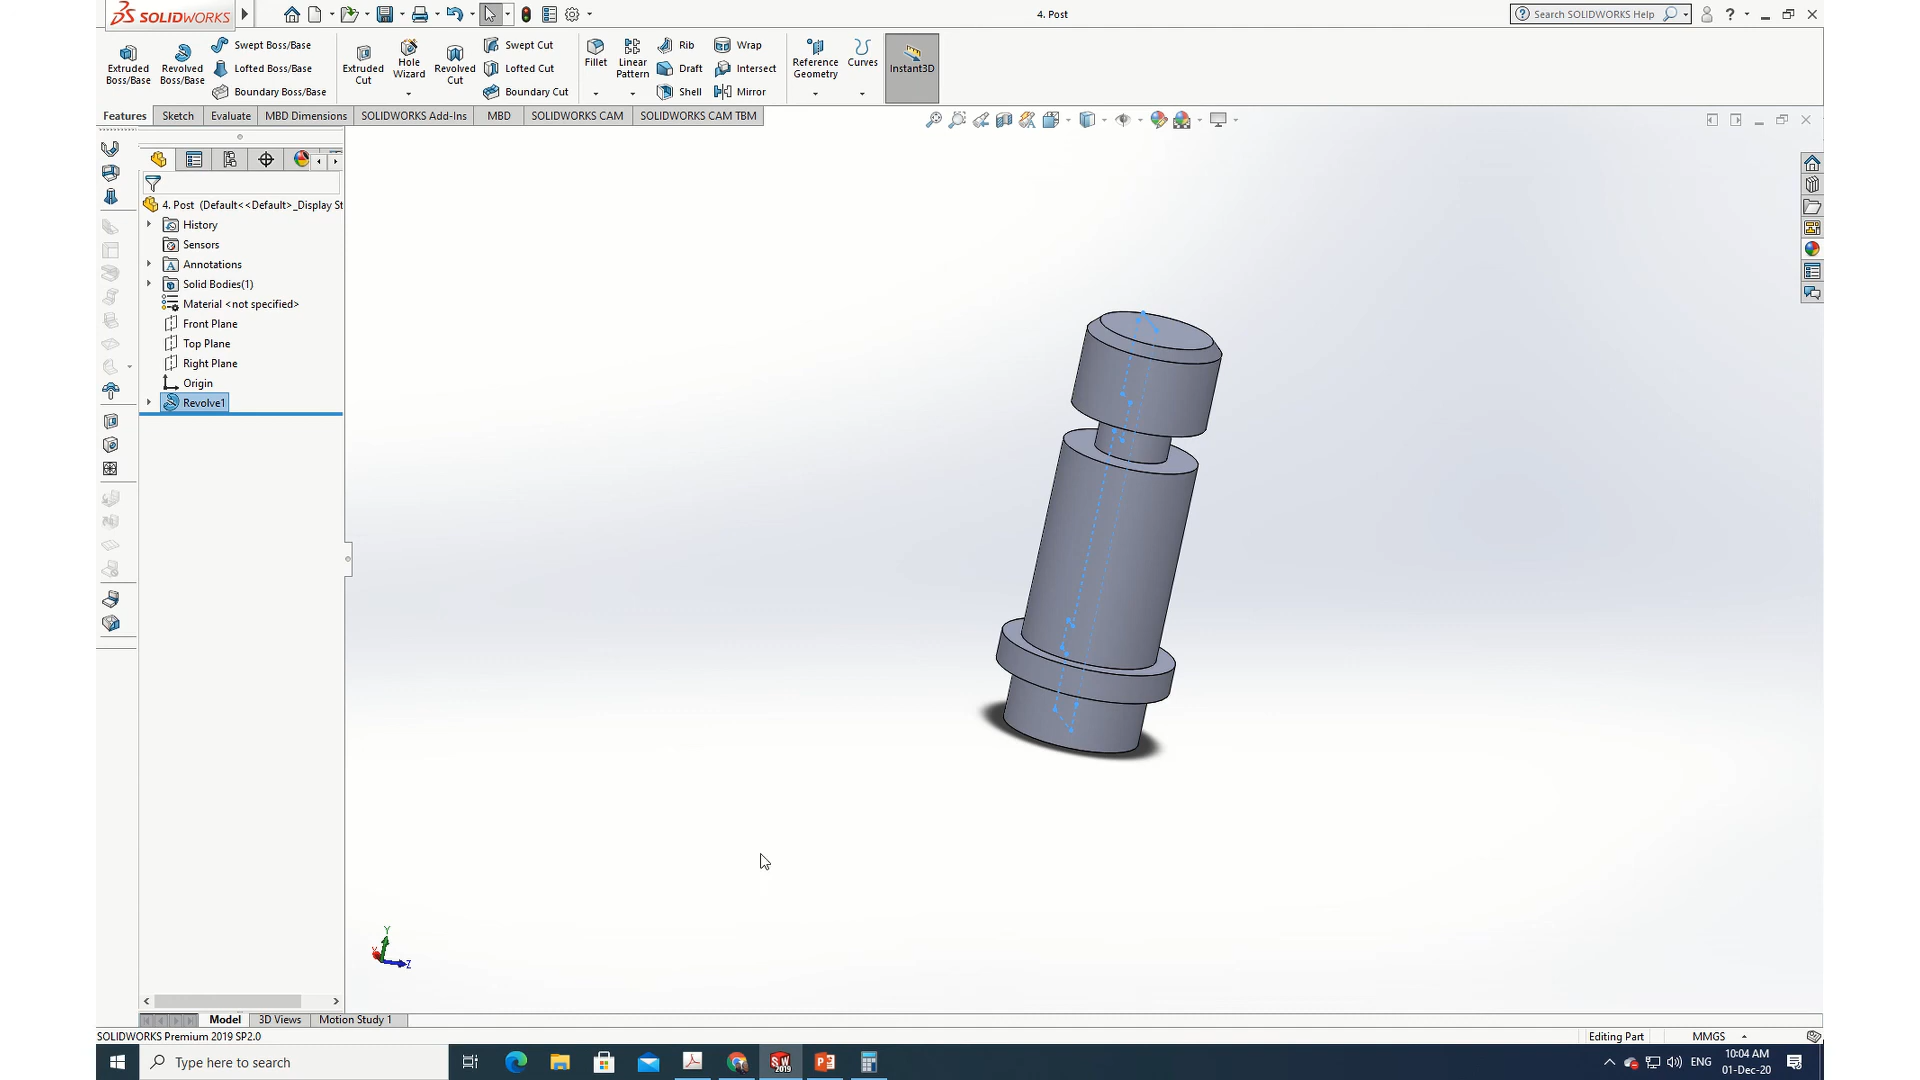 SOLIDWORKS
4. Post
Search SOLIDWORKS Help
?
Extruded Boss/Base
Revolved Boss/Base
Swept Boss/Base
Lofted Boss/Base
Boundary Boss/Base
Extruded Cut
Hole Wizard
Revolved Cut
Swept Cut
Lofted Cut
Boundary Cut
Fillet
Linear Pattern
Rib
Draft
Shell
Wrap
Intersect
Mirror
Reference Geometry
Curves
Instant3D
Features
Sketch
Evaluate
MBD Dimensions
SOLIDWORKS Add-Ins
MBD
SOLIDWORKS CAM
SOLIDWORKS CAM TBM
4. Post (Default<<Default>_Display St
History
Sensors
Annotations
Solid Bodies(1)
Material <not specified>
Front Plane
Top Plane
Right Plane
Origin
Revolve1
Y
Z
Model
3D Views
Motion Study 1
SOLIDWORKS Premium 2019 SP2.0
Editing Part
MMGS
Type here to search
SW 2019
ENG
10:04 AM
01-Dec-20